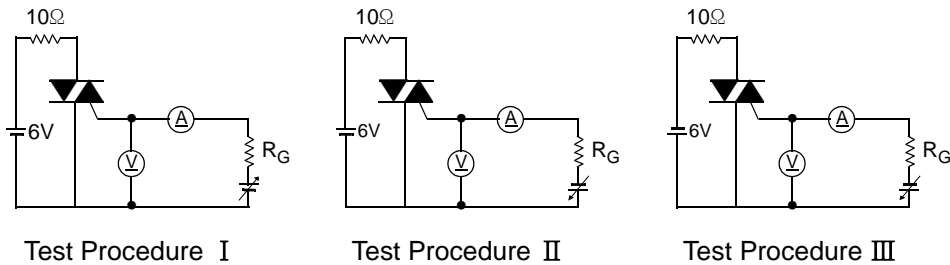 10Ω 10Ω 10Ω
6V 6V 6V
A A A
V V V
RG RG RG
Test Procedure Ⅰ Test Procedure Ⅱ Test Procedure Ⅲ